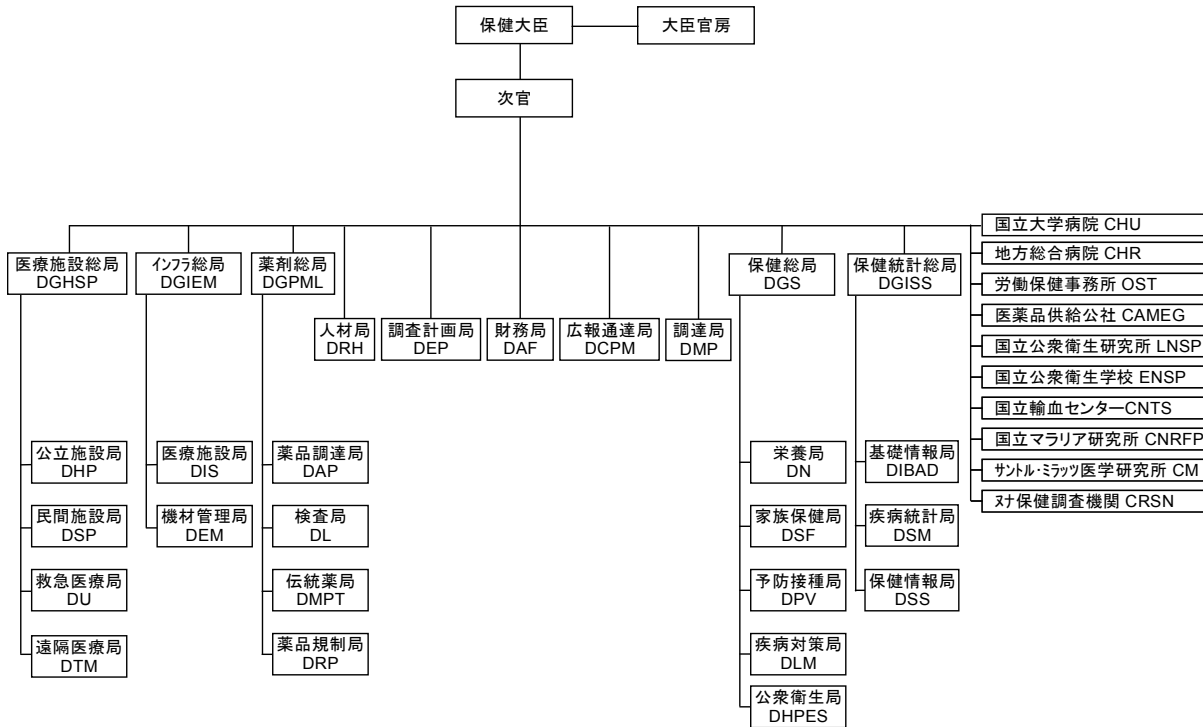 保健大臣
大臣官房
次官
医療施設総局
DGHSP
インフラ総局
DGIEM
薬剤総局
DGPML
保健総局
DGS
保健統計総局
DGISS
人材局
DRH
調査計画局
DEP
財務局
DAF
広報通達局
DCPM
調達局
DMP
国立大学病院 CHU
地方総合病院 CHR
労働保健事務所 OST
医薬品供給公社 CAMEG
国立公衆衛生研究所 LNSP
国立公衆衛生学校 ENSP
国立輸血センターCNTS
国立マラリア研究所 CNRFP
サントル・ミラッツ医学研究所 CM
ヌナ保健調査機関 CRSN
公立施設局
DHP
民間施設局
DSP
救急医療局
DU
遠隔医療局
DTM
医療施設局
DIS
機材管理局
DEM
薬品調達局
DAP
検査局
DL
伝統薬局
DMPT
薬品規制局
DRP
栄養局
DN
家族保健局
DSF
予防接種局
DPV
疾病対策局
DLM
公衆衛生局
DHPES
基礎情報局
DIBAD
疾病統計局
DSM
保健情報局
DSS